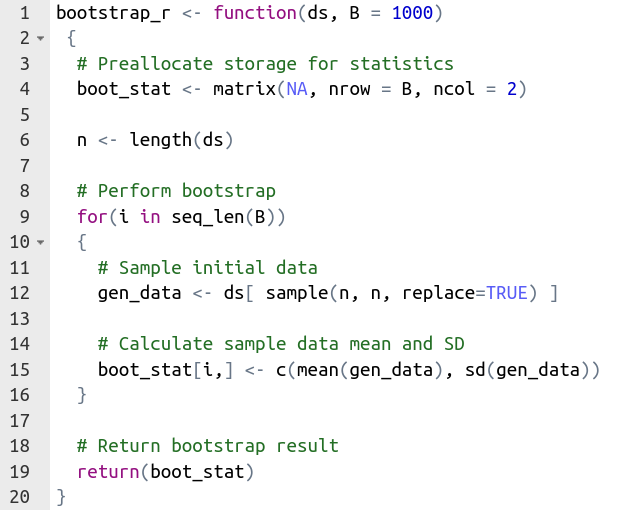 1 bootstrap_r <- function(ds, B = 1000)
2 {
3 # Preallocate storage for statistics
4 boot_stat <- matrix(NA, nrow = B, ncol = 2)
5
6 n <- length(ds)
7
8 # Perform bootstrap
9 for(i in seq_len(B))
10 {
11 # Sample initial data
12 gen_data <- ds[ sample(n, n, replace=TRUE) ]
13
14 # Calculate sample data mean and SD
15 boot_stat[i,] <- c(mean(gen_data), sd(gen_data))
16 }
17
18 # Return bootstrap result
19 return(boot_stat)
20 }